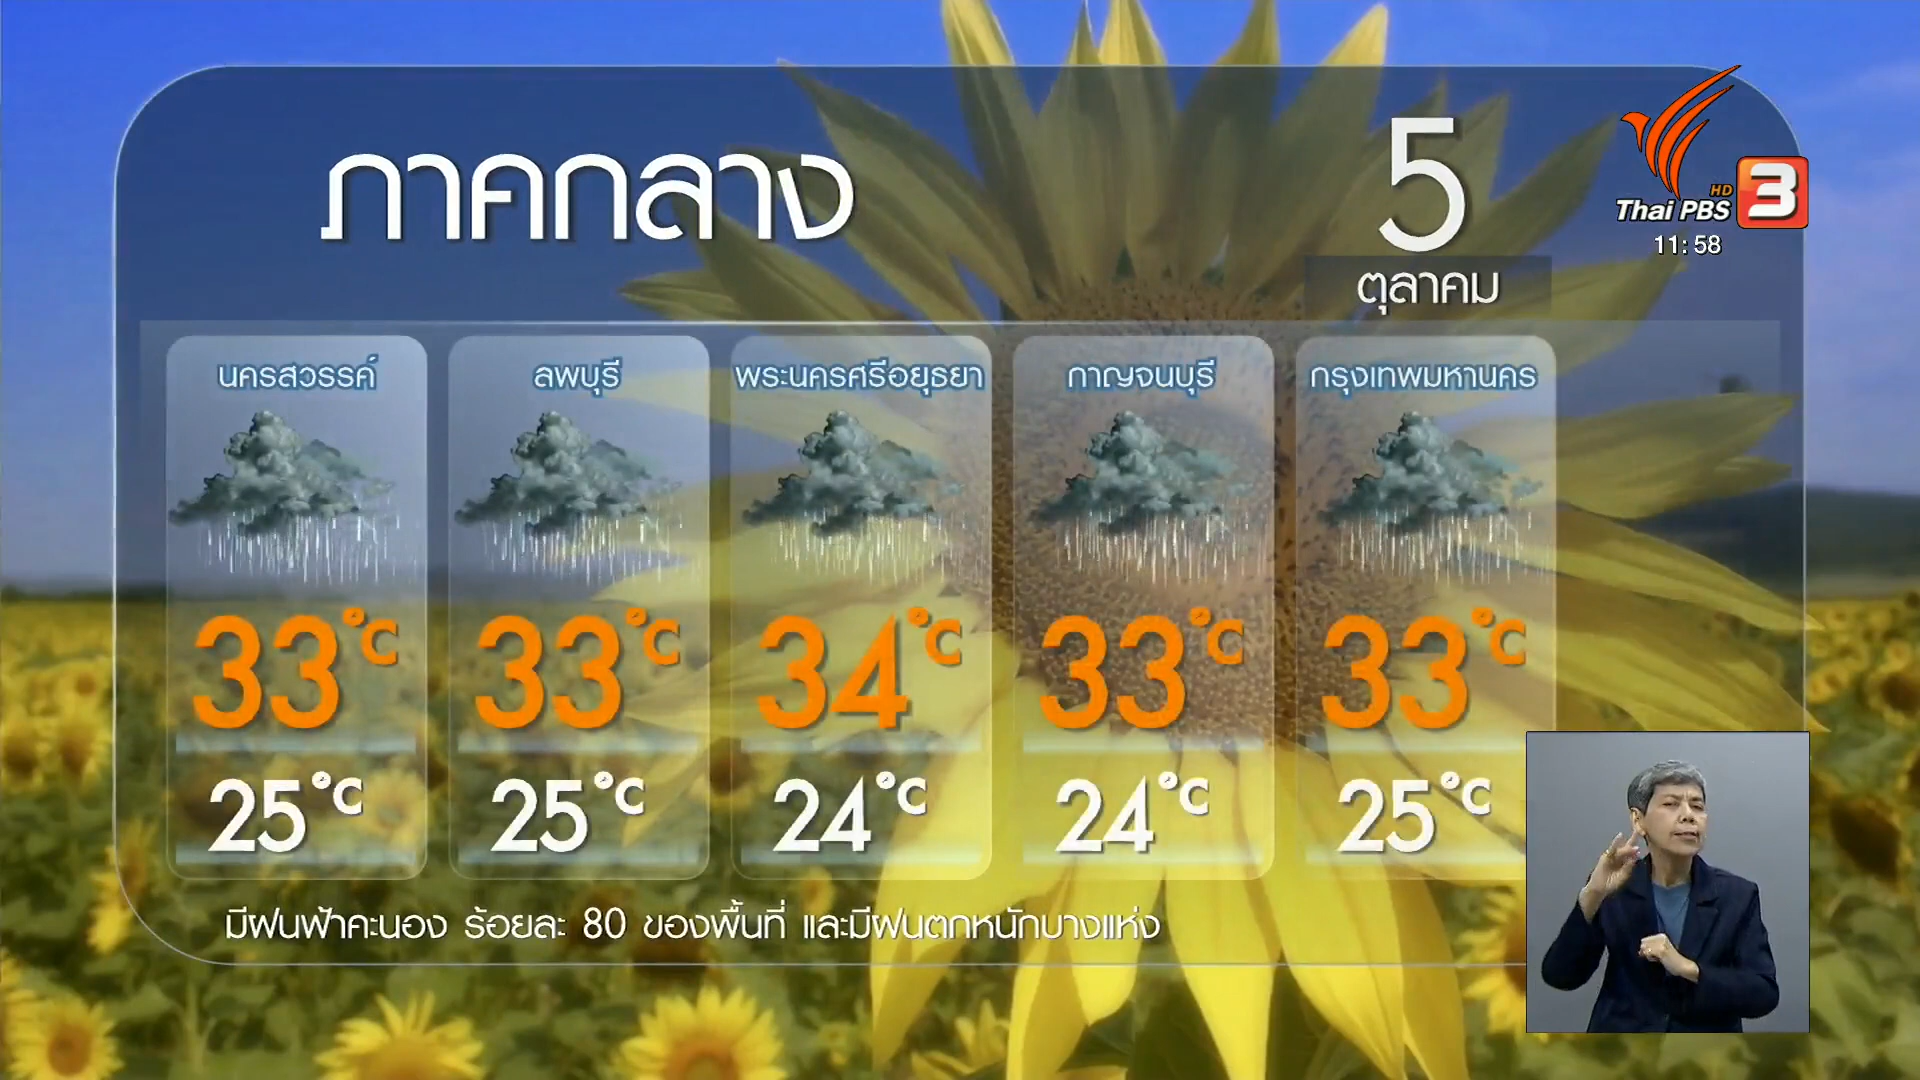 ภาคกลาง
5
ตุลาคม
HD
Thai PBS 3
11:58
นครสวรรค์ ลพบุรี พระนครศรีอยุธยา กาญจนบุรี กรุงเทพมหานคร
33°C 33°C 34°C 33°C 33°C
25°C 25°C 24°C 24°C 25°C
มีฝนฟ้าคะนอง ร้อยละ 80 ของพื้นที่ และมีฝนตกหนักบางแห่ง